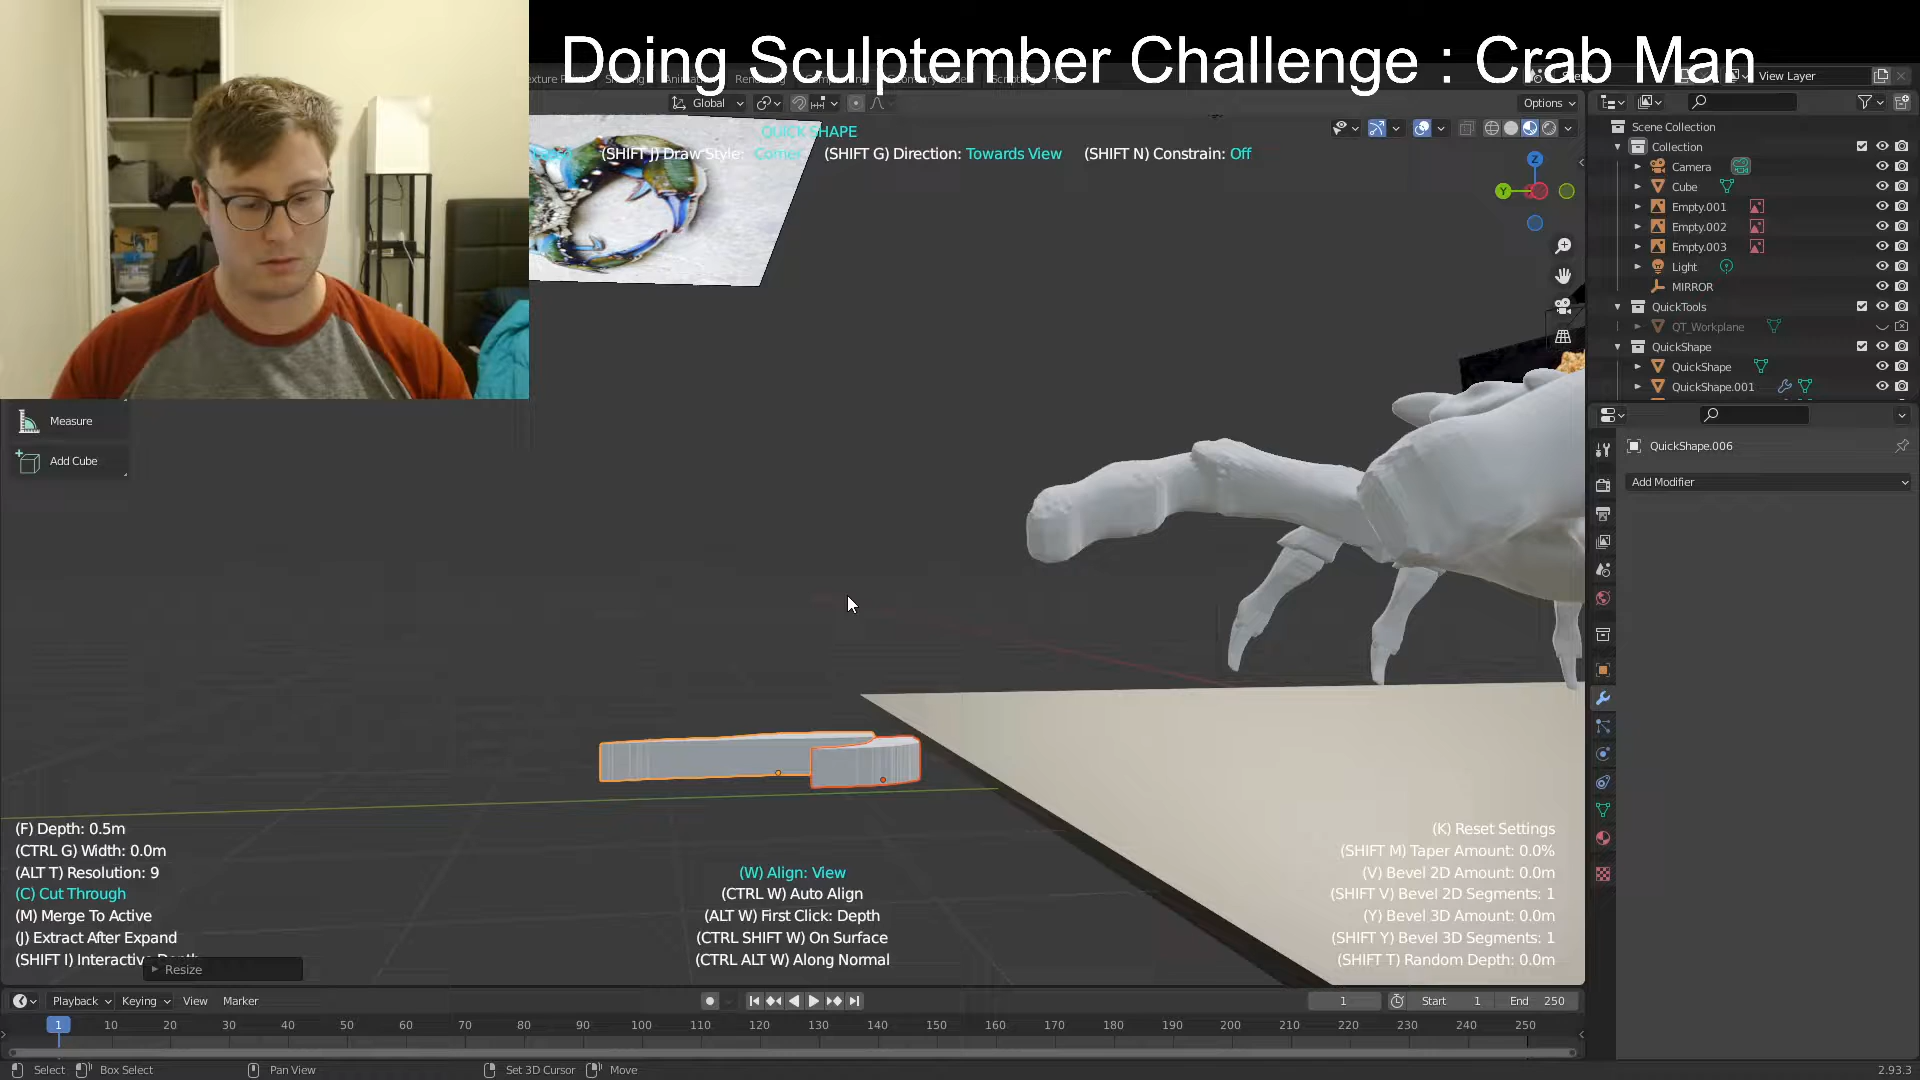 Doing Sculptember Challenge : Crab Man
View Layer
Global
Options
QUICK SHAPE
(SHIFT J) Draw Style: Corner
(SHIFT G) Direction: Towards View
(SHIFT N) Constrain: Off
Scene Collection
Collection
Camera
Cube
Empty.001
Empty.002
Empty.003
Light
MIRROR
QuickTools
QT_Workplane
QuickShape
QuickShape
QuickShape.001
Z
Y
Measure
Add Cube
QuickShape.006
Add Modifier
(F) Depth: 0.5m
(CTRL G) Width: 0.0m
(ALT T) Resolution: 9
(C) Cut Through
(M) Merge To Active
(J) Extract After Expand
(SHIFT I) Interactive Depth
Resize
(W) Align: View
(CTRL W) Auto Align
(ALT W) First Click: Depth
(CTRL SHIFT W) On Surface
(CTRL ALT W) Along Normal
(K) Reset Settings
(SHIFT M) Taper Amount: 0.0%
(V) Bevel 2D Amount: 0.0m
(SHIFT V) Bevel 2D Segments: 1
(Y) Bevel 3D Amount: 0.0m
(SHIFT Y) Bevel 3D Segments: 1
(SHIFT T) Random Depth: 0.0m
Playback Keying View Marker
1 Start 1 End 250
1 10 20 30 40 50 60 70 80 90 100 110 120 130 140 150 160 170 180 190 200 210 220 230 240 250
Select Box Select Pan View Set 3D Cursor Move 2.93.3